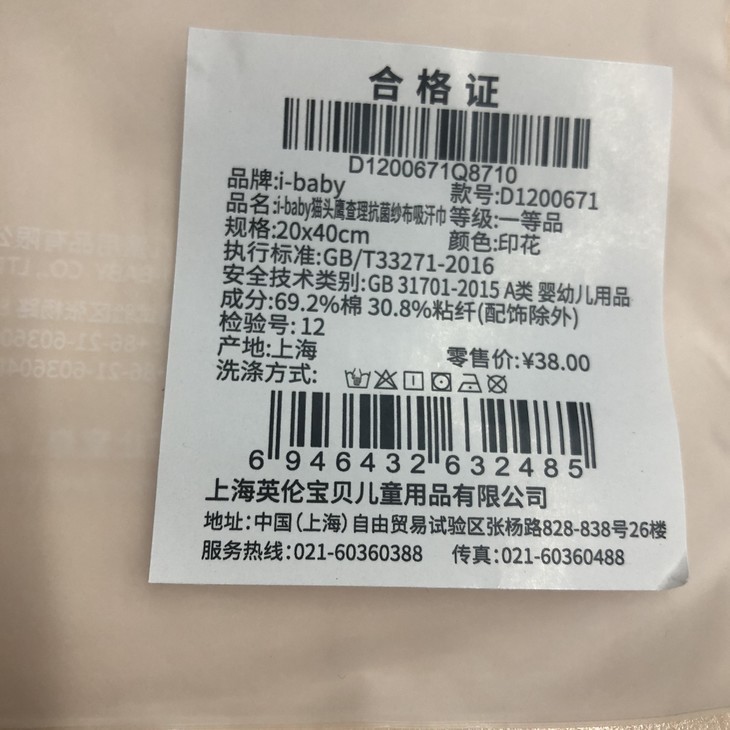 合格证
D1200671Q8710
品牌:i-baby 款号:D1200671
品名:i-baby猫头鹰查理抗菌纱布吸汗巾 等级:一等品
规格:20x40cm 颜色:印花
执行标准:GB/T33271-2016
安全技术类别:GB 31701-2015 A类 婴幼儿用品
成分:69.2%棉 30.8%粘纤(配饰除外)
检验号: 12
产地:上海 零售价:¥38.00
洗涤方式:
6 946432 632485
上海英伦宝贝儿童用品有限公司
地址:中国(上海)自由贸易试验区张杨路828-838号26楼
服务热线:021-60360388 传真:021-60360488